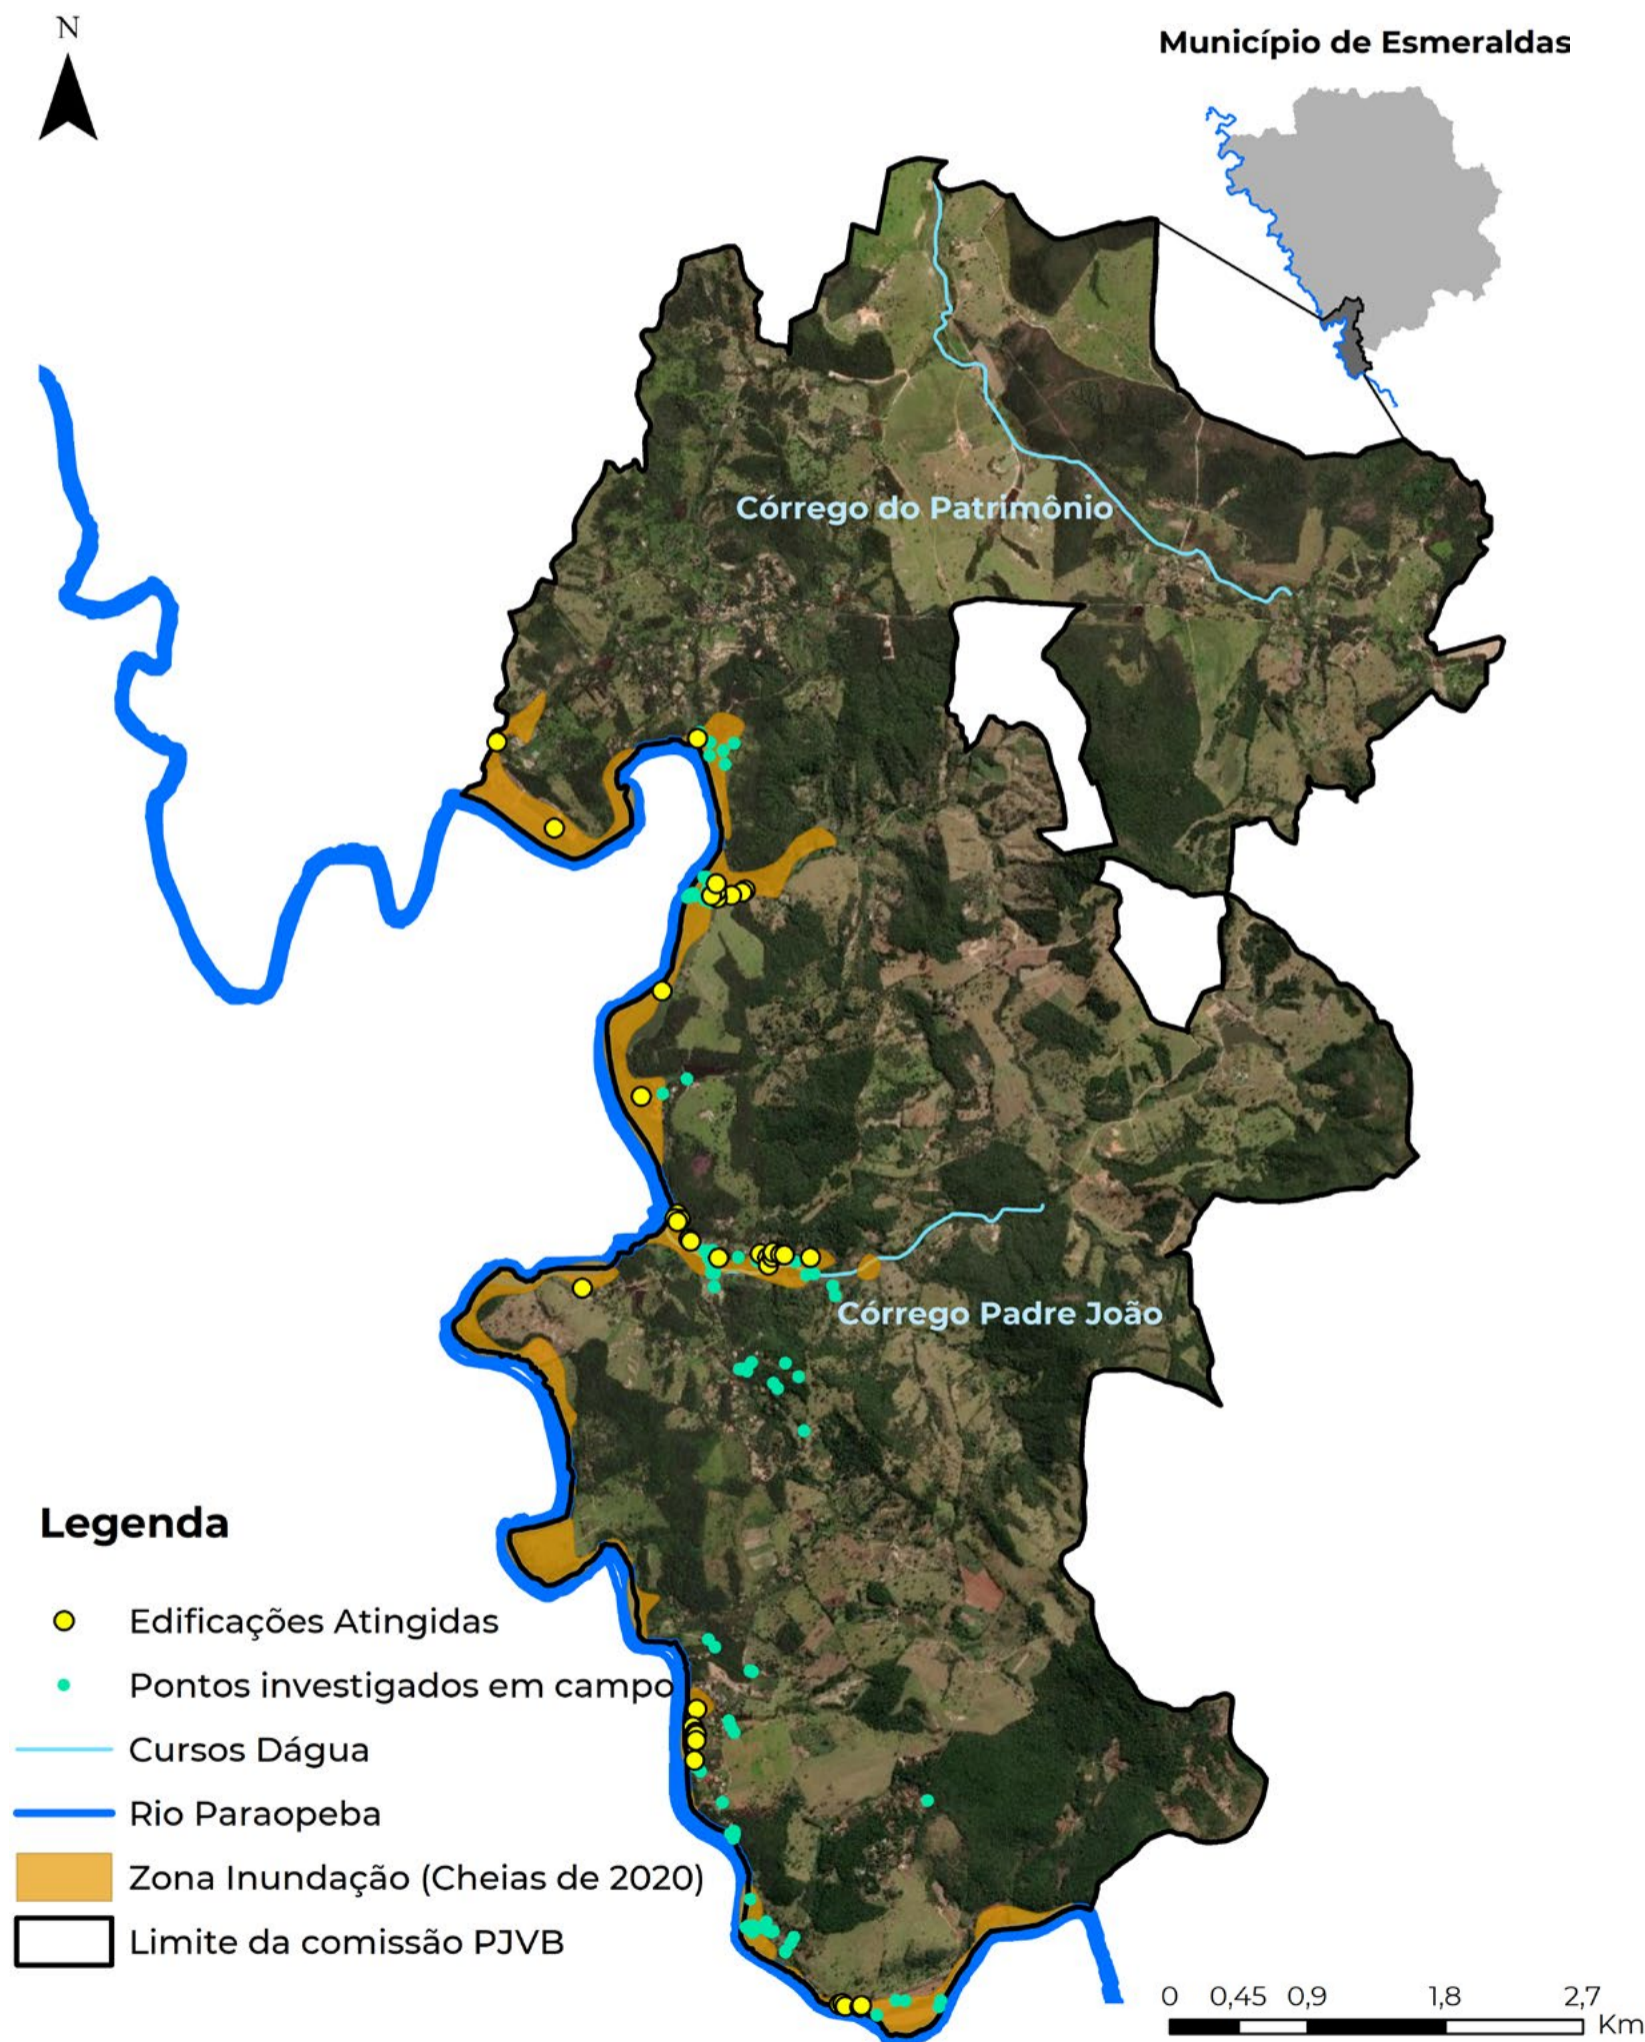 N
Município de Esmeraldas
Córrego do Patrimônio
Córrego Padre João
Legenda
Edificações Atingidas
Pontos investigados em campo
Cursos Dágua
Rio Paraopeba
Zona Inundação (Cheias de 2020)
Limite da comissão PJVB
0 0,45 0,9 1,8 2,7
Km